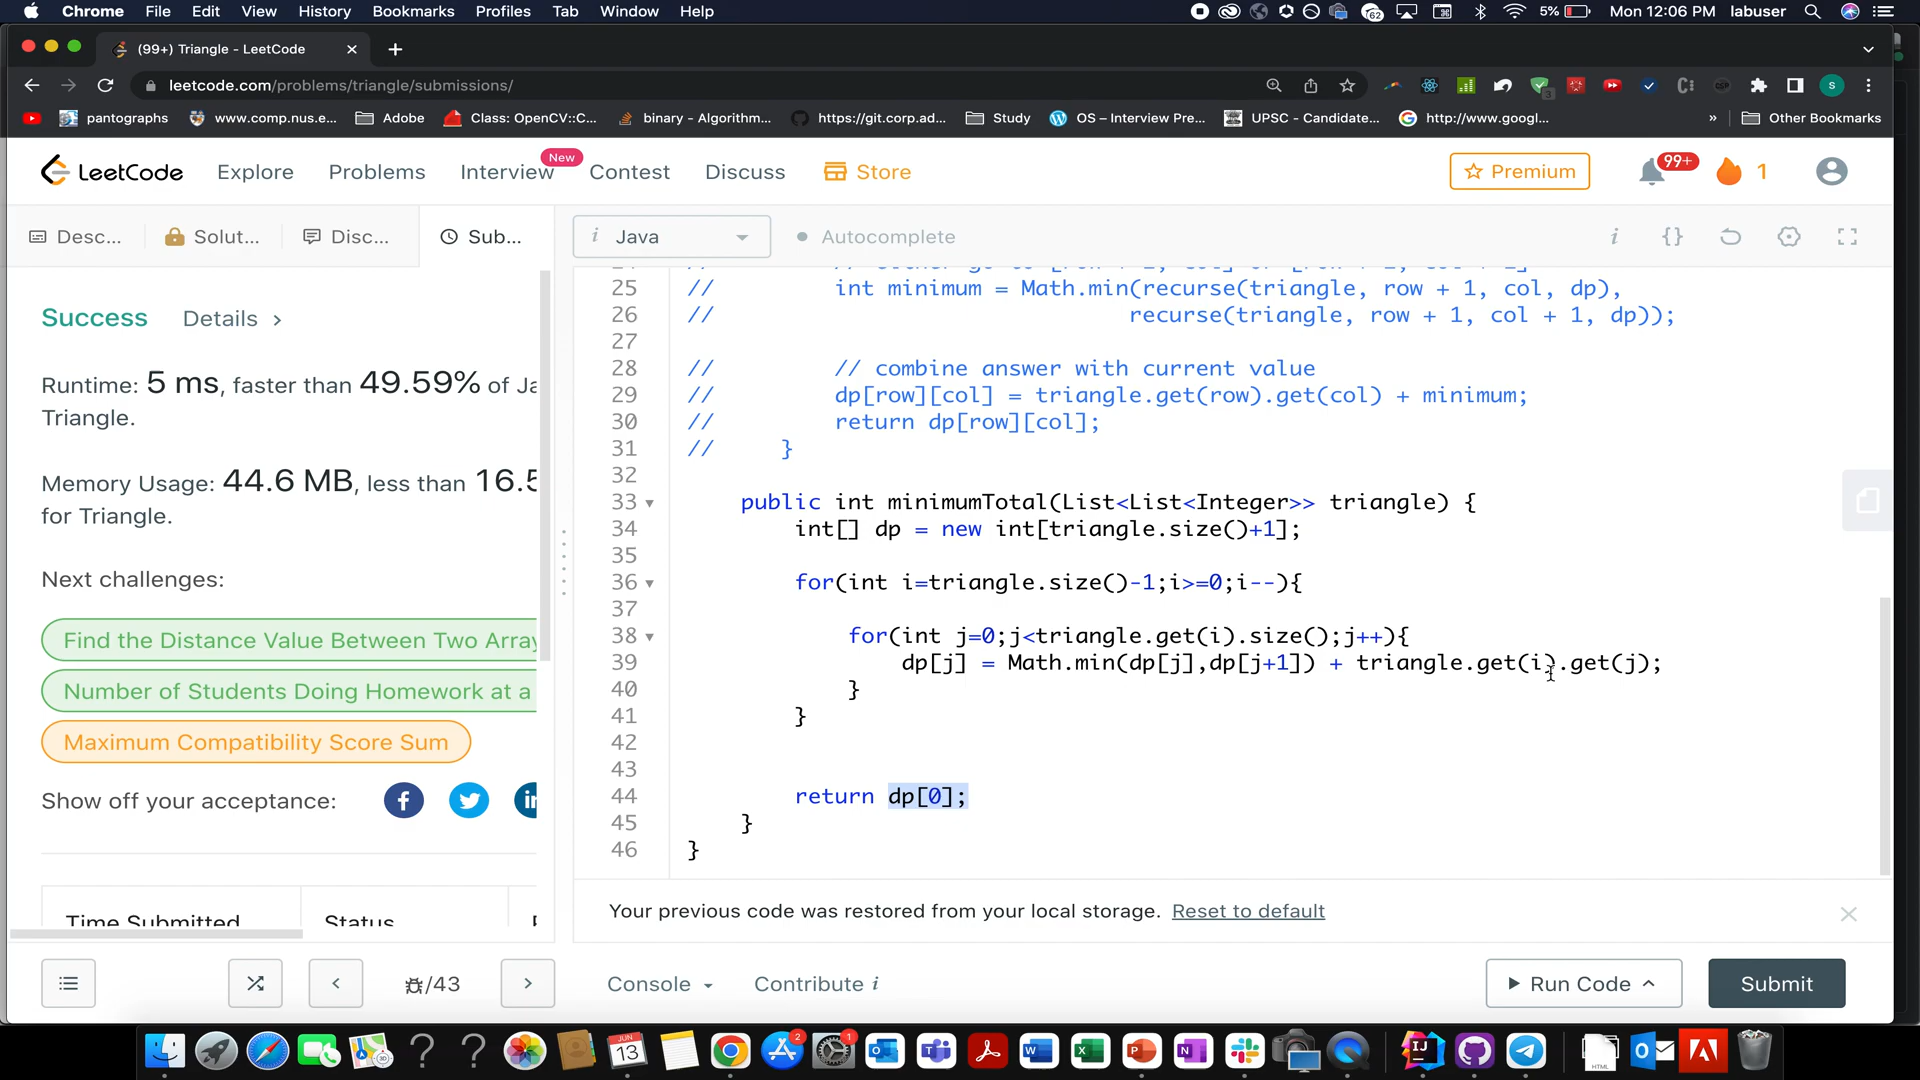 Chrome File Edit View History Bookmarks Profiles Tab Window Help 62 5% Mon 12:06 PM labuser
(99+) Triangle - LeetCode
leetcode.com/problems/triangle/submissions/
pantographs www.comp.nus.e... Adobe Class: OpenCV::C... binary - Algorithm... https://git.corp.ad... Study OS – Interview Pre... UPSC - Candidate... http://www.googl... » Other Bookmarks
LeetCode Explore Problems Interview New Contest Discuss Store Premium 99+ 1
Desc... Solut... Disc... Sub...
i Java Autocomplete
Success Details >
Runtime: 5 ms, faster than 49.59% of Ja
Triangle.
Memory Usage: 44.6 MB, less than 16.5
for Triangle.
Next challenges:
Find the Distance Value Between Two Array
Number of Students Doing Homework at a
Maximum Compatibility Score Sum
Show off your acceptance:
Time Submitted Status
25 // int minimum = Math.min(recurse(triangle, row + 1, col, dp),
26 // recurse(triangle, row + 1, col + 1, dp));
27
28 // // combine answer with current value
29 // dp[row][col] = triangle.get(row).get(col) + minimum;
30 // return dp[row][col];
31 // }
32
33 public int minimumTotal(List<List<Integer>> triangle) {
34 int[] dp = new int[triangle.size()+1];
35
36 for(int i=triangle.size()-1;i>=0;i--){
37
38 for(int j=0;j<triangle.get(i).size();j++){
39 dp[j] = Math.min(dp[j],dp[j+1]) + triangle.get(i).get(j);
40 }
41 }
42
43
44 return dp[0];
45 }
46 }
Your previous code was restored from your local storage. Reset to default
/43
Console Contribute i Run Code Submit
JUN 13 2 1